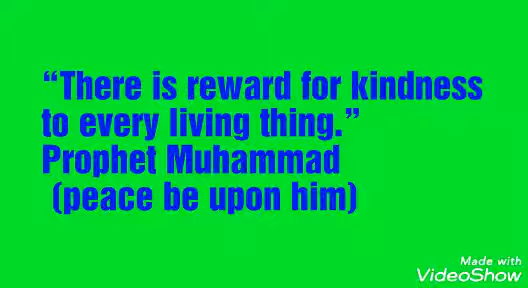 “There is reward for kindness
to every living thing.”
Prophet Muhammad
(peace be upon him)
Made with
VideoShow